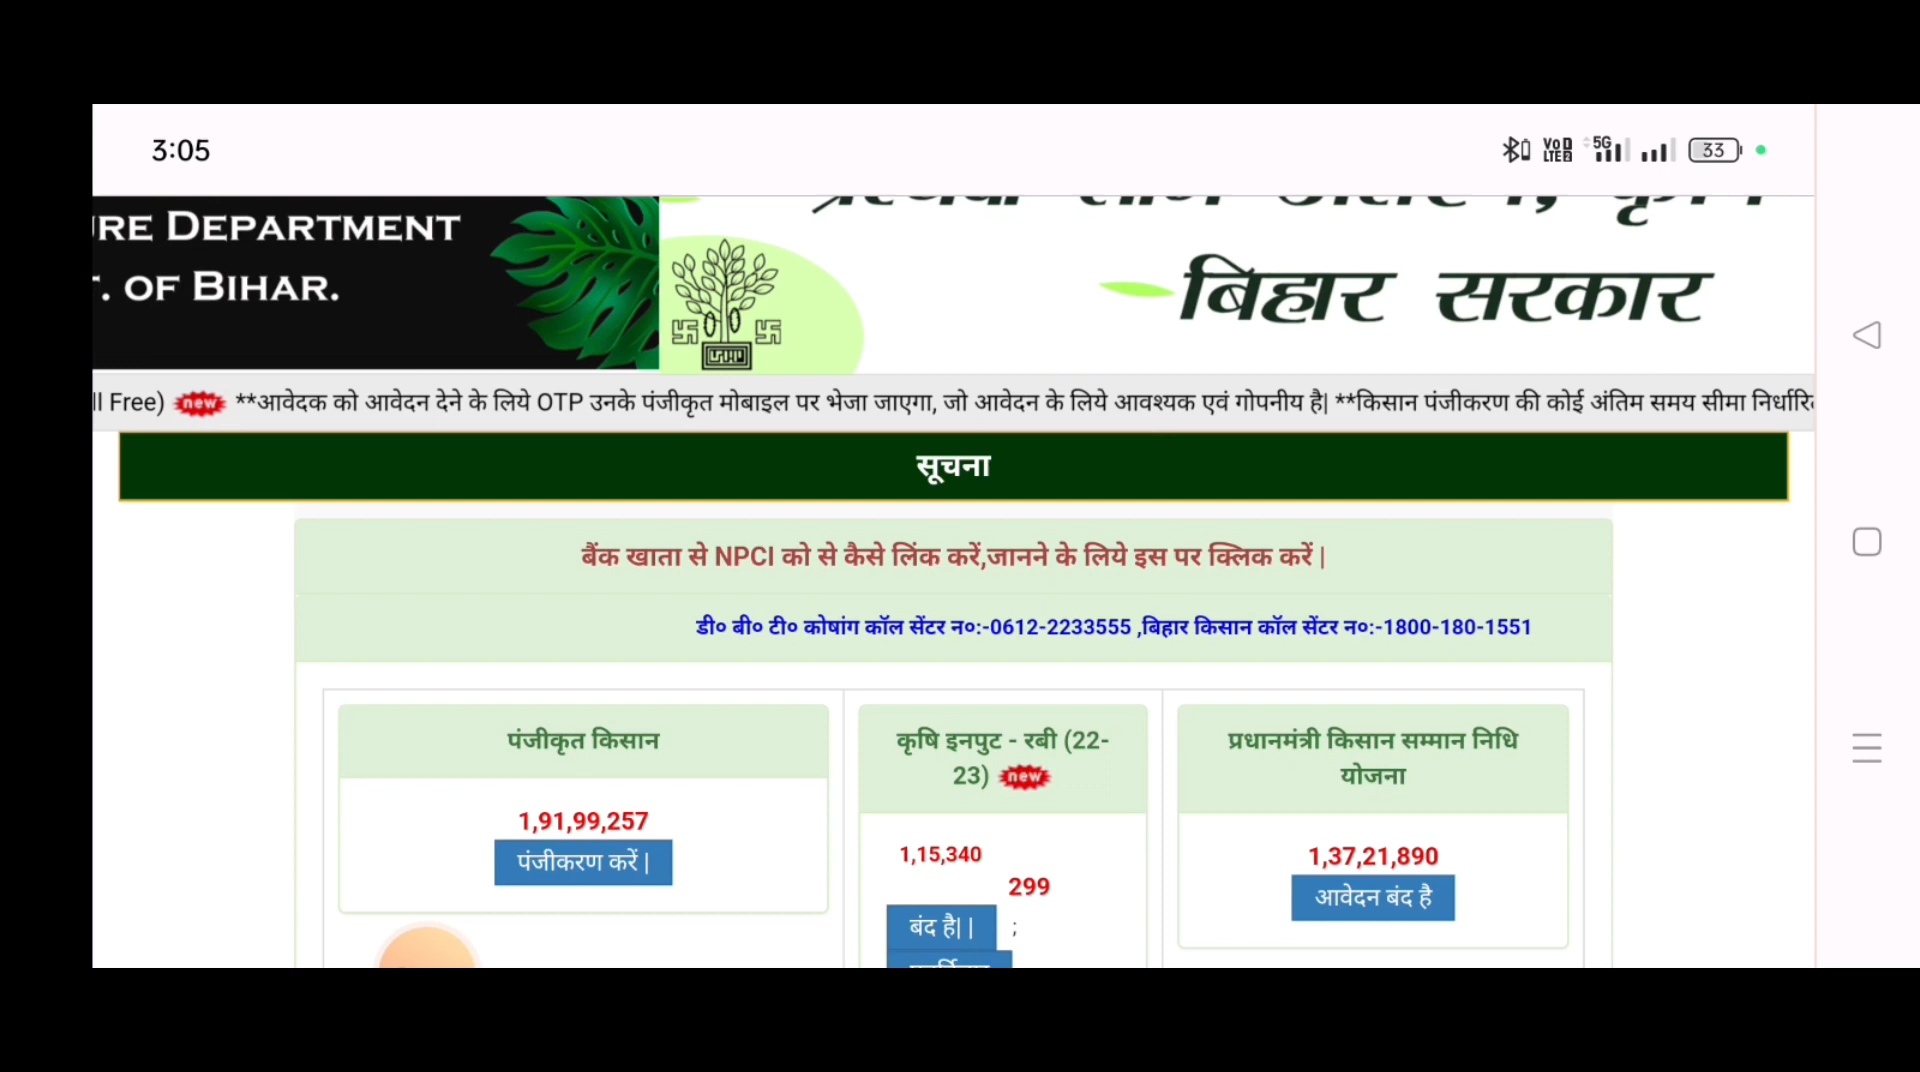 3:05
VoLTE 5G 33
RE DEPARTMENT
. OF BIHAR.
बिहार सरकार
ll Free) new **आवेदक को आवेदन देने के लिये OTP उनके पंजीकृत मोबाइल पर भेजा जाएगा, जो आवेदन के लिये आवश्यक एवं गोपनीय है| **किसान पंजीकरण की कोई अंतिम समय सीमा
सूचना
बैंक खाता से NPCI को से कैसे लिंक करें,जानने के लिये इस पर क्लिक करें |
डी० बी० टी० कोषांग कॉल सेंटर न०:-0612-2233555 ,बिहार किसान कॉल सेंटर न०:-1800-180-1551
पंजीकृत किसान
1,91,99,257
पंजीकरण करें |
कृषि इनपुट - रबी (22-
23) new
1,15,340
299
बंद है| | ;
प्रधानमंत्री किसान सम्मान निधि
योजना
1,37,21,890
आवेदन बंद है